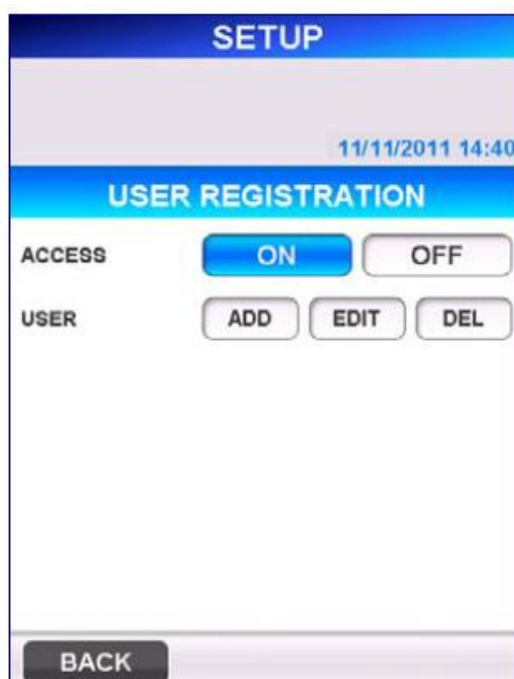 SETUP
11/11/2011 14:40
USER REGISTRATION
ACCESS ON OFF
USER ADD EDIT DEL
BACK